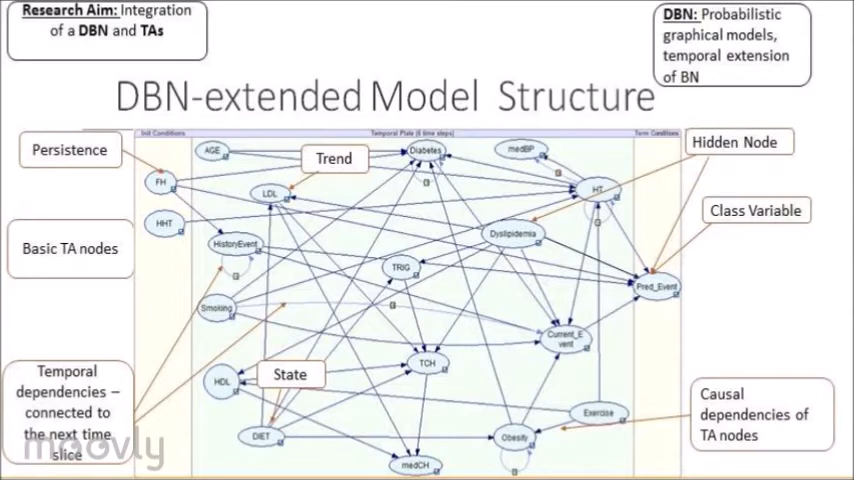 Research Aim: Integration
of a DBN and TAs
DBN: Probabilistic
graphical models,
temporal extension
of BN
DBN-extended Model Structure
Init Conditions
Temporal Plate (6 time steps)
Term Conditions
Persistence
Trend
Hidden Node
Class Variable
Basic TA nodes
AGE
Diabetes
medBP
FH
LDL
HT
HHT
Dyslipidemia
HistoryEvent
TRIG
Pred_Event
Smoking
Current_E
vent
TCH
HDL
State
Exercise
DIET
Obesity
medCH
Temporal
dependencies –
connected to
the next time
slice
Causal
dependencies of
TA nodes
moovly